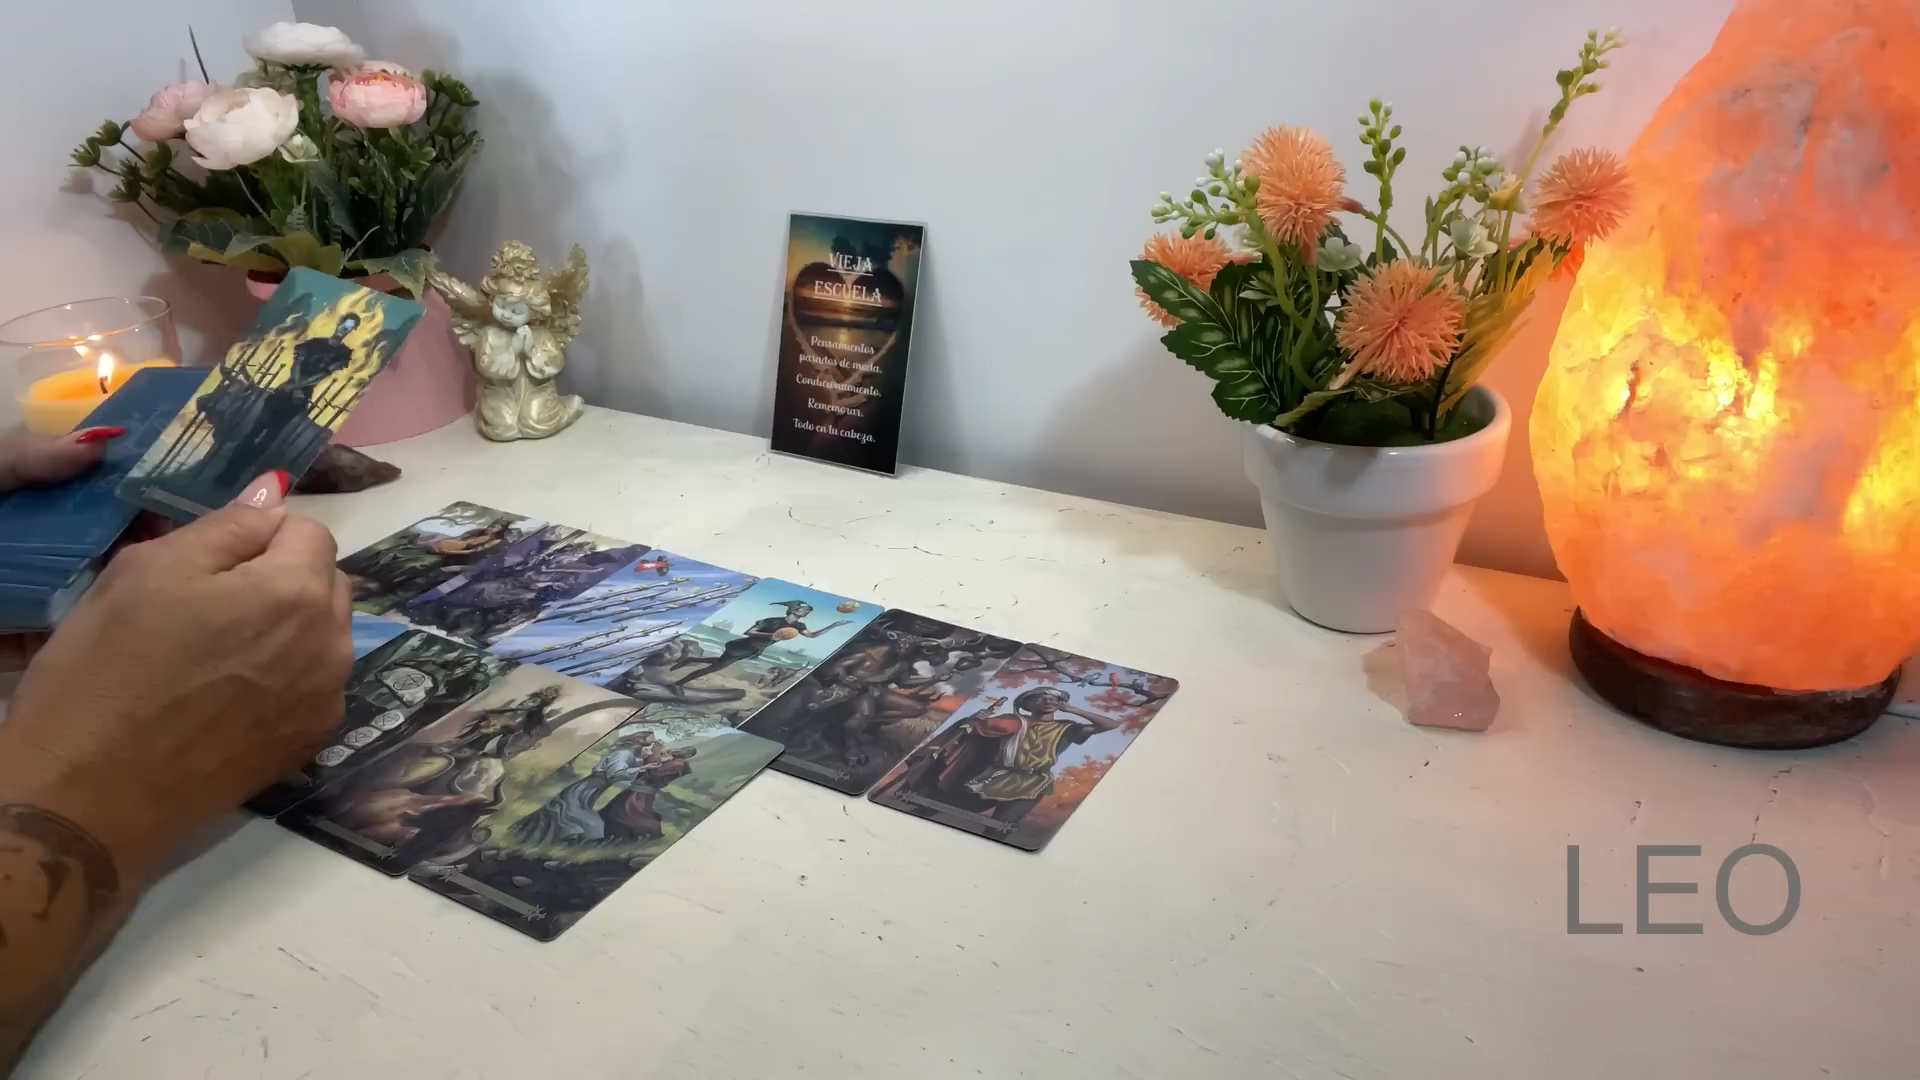 VIEJA
ESCUELA
Pensamientos
pasados de moda.
Condicionamiento.
Rememorar.
Todo en tu cabeza.
LEO